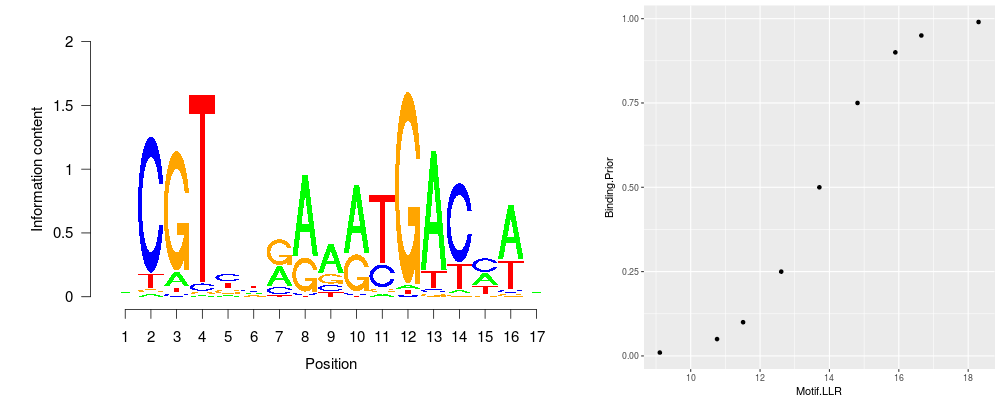 2
1.5
1
0.5
0
Information content
1 2 3 4 5 6 7 8 9 10 11 12 13 14 15 16 17
Position
C G T G A A A T G A C C A
T A C T A G G G C T T A T
1.00
0.75
0.50
0.25
0.00
Binding.Prior
10 12 14 16 18
Motif.LLR